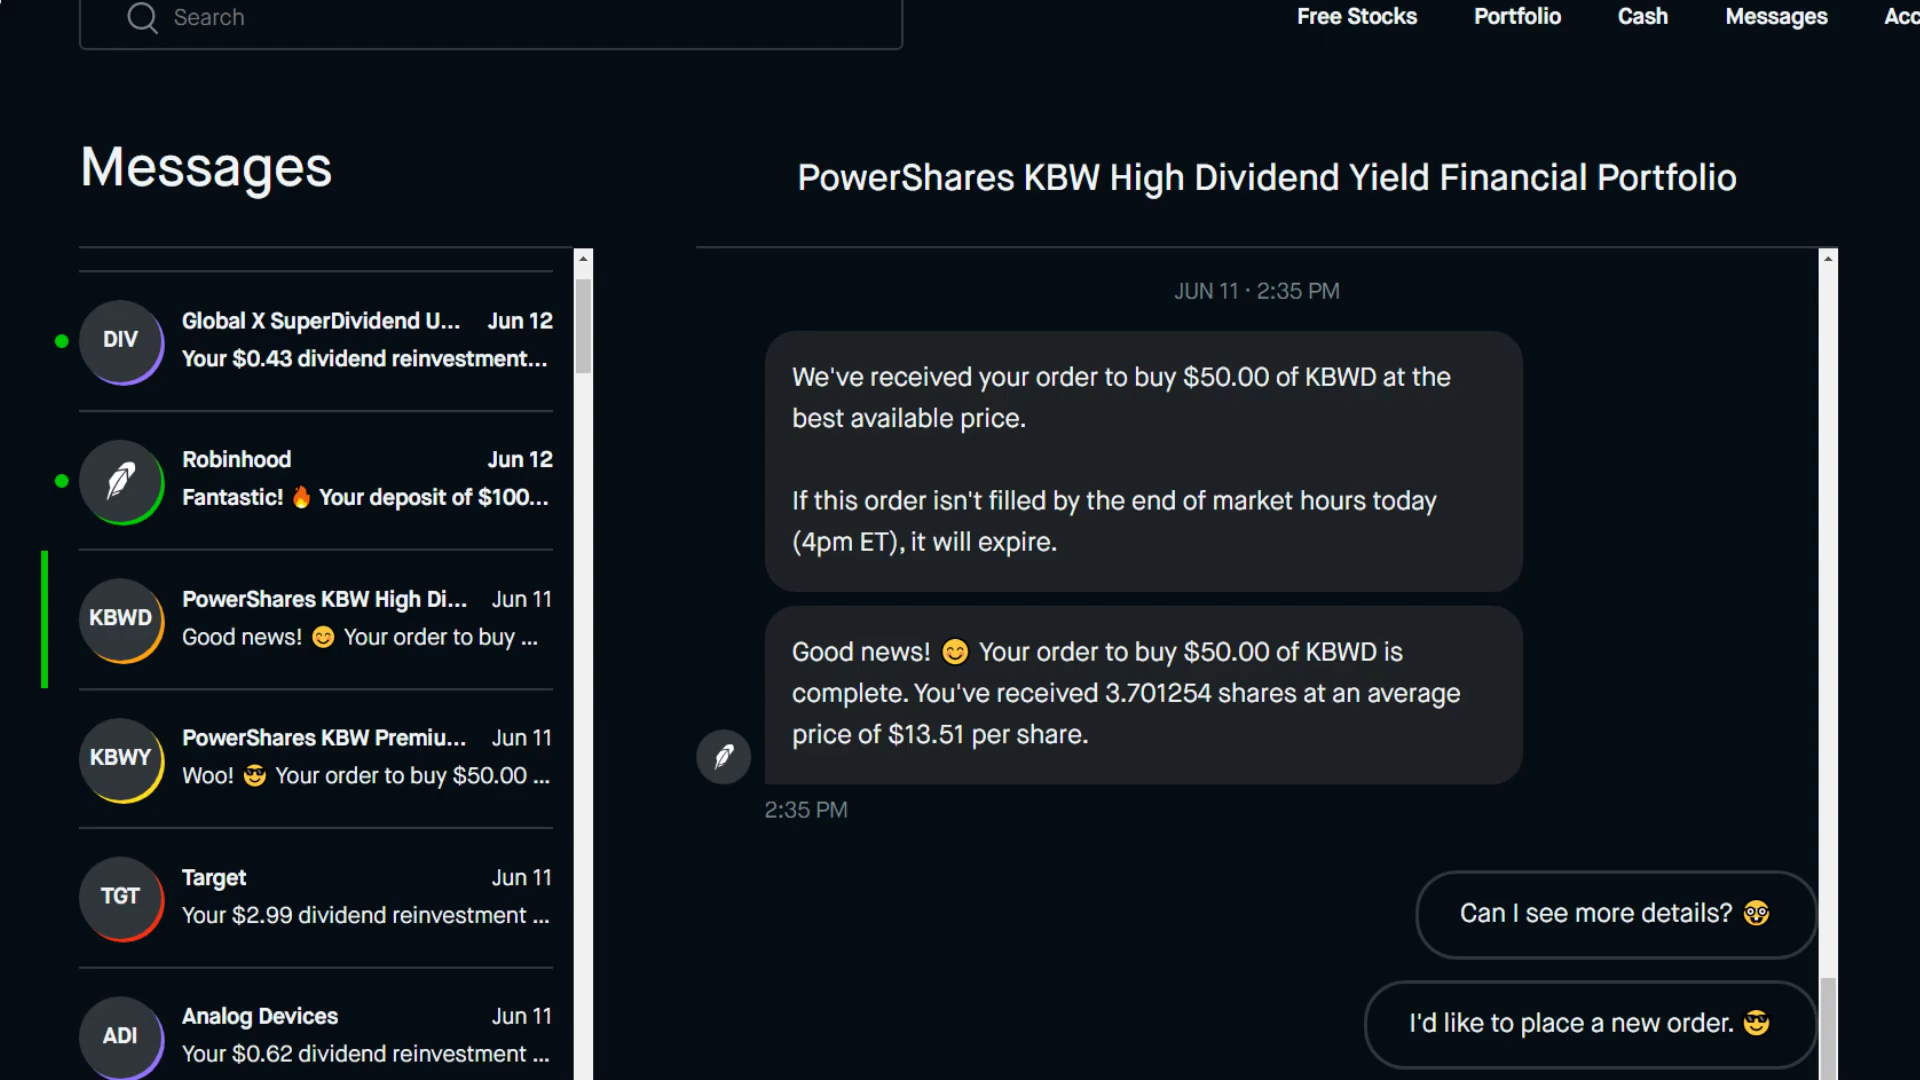 Search
Free Stocks
Portfolio
Cash
Messages
Acc
Messages
PowerShares KBW High Dividend Yield Financial Portfolio
DIV
Global X SuperDividend U...
Jun 12
Your $0.43 dividend reinvestment...
Robinhood
Jun 12
Fantastic! 🔥 Your deposit of $100...
KBWD
PowerShares KBW High Di...
Jun 11
Good news! 😊 Your order to buy ...
KBWY
PowerShares KBW Premiu...
Jun 11
Woo! 😎 Your order to buy $50.00 ...
TGT
Target
Jun 11
Your $2.99 dividend reinvestment ...
ADI
Analog Devices
Jun 11
Your $0.62 dividend reinvestment ...
JUN 11 · 2:35 PM
We've received your order to buy $50.00 of KBWD at the
best available price.
If this order isn't filled by the end of market hours today
(4pm ET), it will expire.
Good news! 😊 Your order to buy $50.00 of KBWD is
complete. You've received 3.701254 shares at an average
price of $13.51 per share.
2:35 PM
Can I see more details? 🤓
I'd like to place a new order. 😎